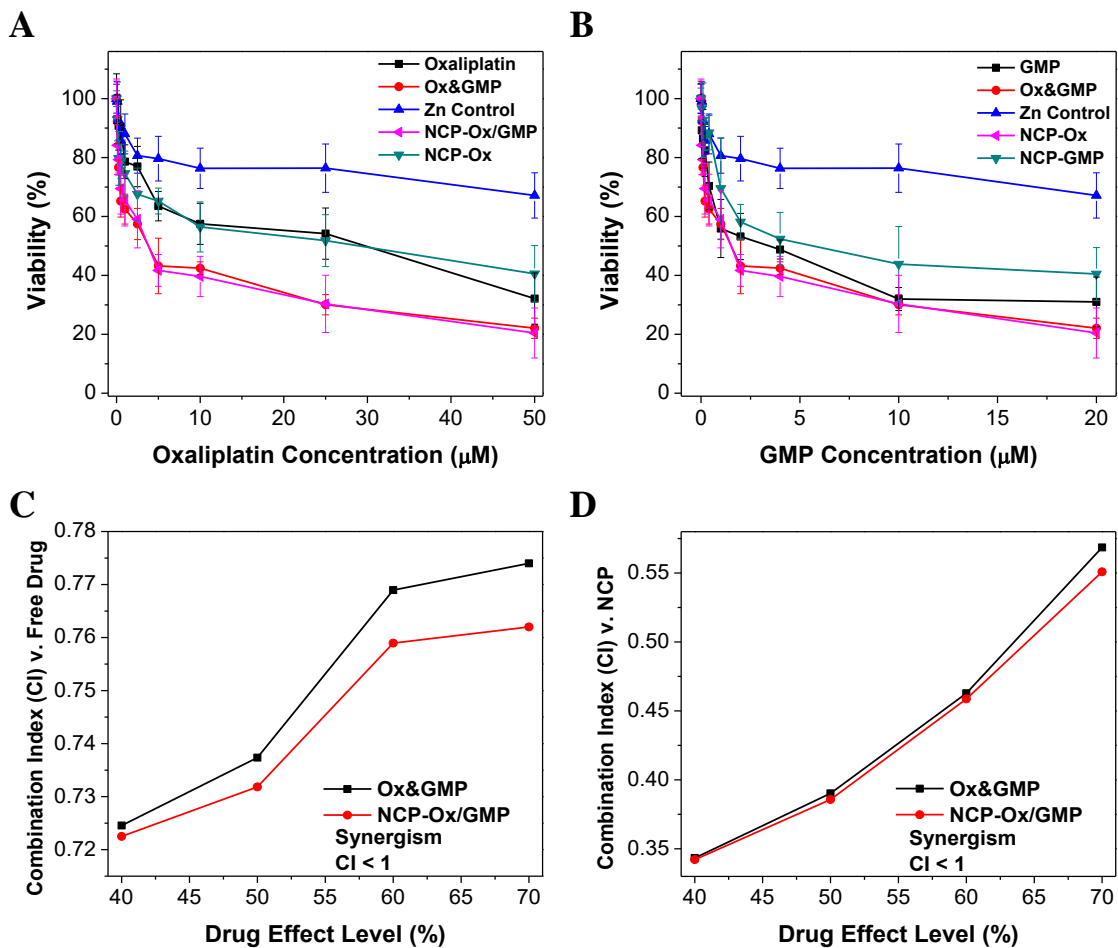 A
Oxaliplatin
Ox&GMP
Zn Control
NCP-Ox/GMP
NCP-Ox
100
80
60
40
20
0
Viability (%)
0 10 20 30 40 50
Oxaliplatin Concentration (μM)
B
GMP
Ox&GMP
Zn Control
NCP-Ox
NCP-GMP
100
80
60
40
20
0
Viability (%)
0 5 10 15 20
GMP Concentration (μM)
C
0.78
0.77
0.76
0.75
0.74
0.73
0.72
Combination Index (CI) v. Free Drug
Ox&GMP
NCP-Ox/GMP
Synergism
CI < 1
40 45 50 55 60 65 70
Drug Effect Level (%)
D
0.55
0.50
0.45
0.40
0.35
Combination Index (CI) v. NCP
Ox&GMP
NCP-Ox/GMP
Synergism
CI < 1
40 45 50 55 60 65 70
Drug Effect Level (%)